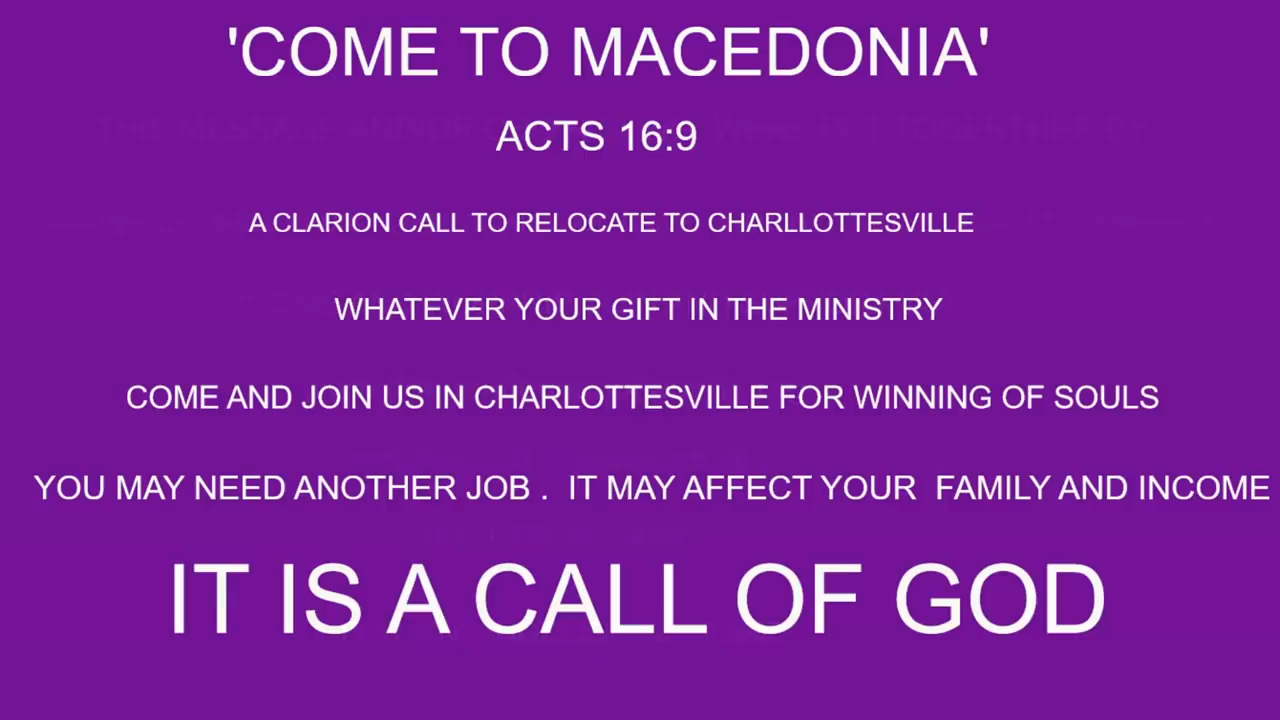 'COME TO MACEDONIA'
ACTS 16:9
A CLARION CALL TO RELOCATE TO CHARLLOTTESVILLE
WHATEVER YOUR GIFT IN THE MINISTRY
COME AND JOIN US IN CHARLOTTESVILLE FOR WINNING OF SOULS
YOU MAY NEED ANOTHER JOB .  IT MAY AFFECT YOUR  FAMILY AND INCOME
IT IS A CALL OF GOD